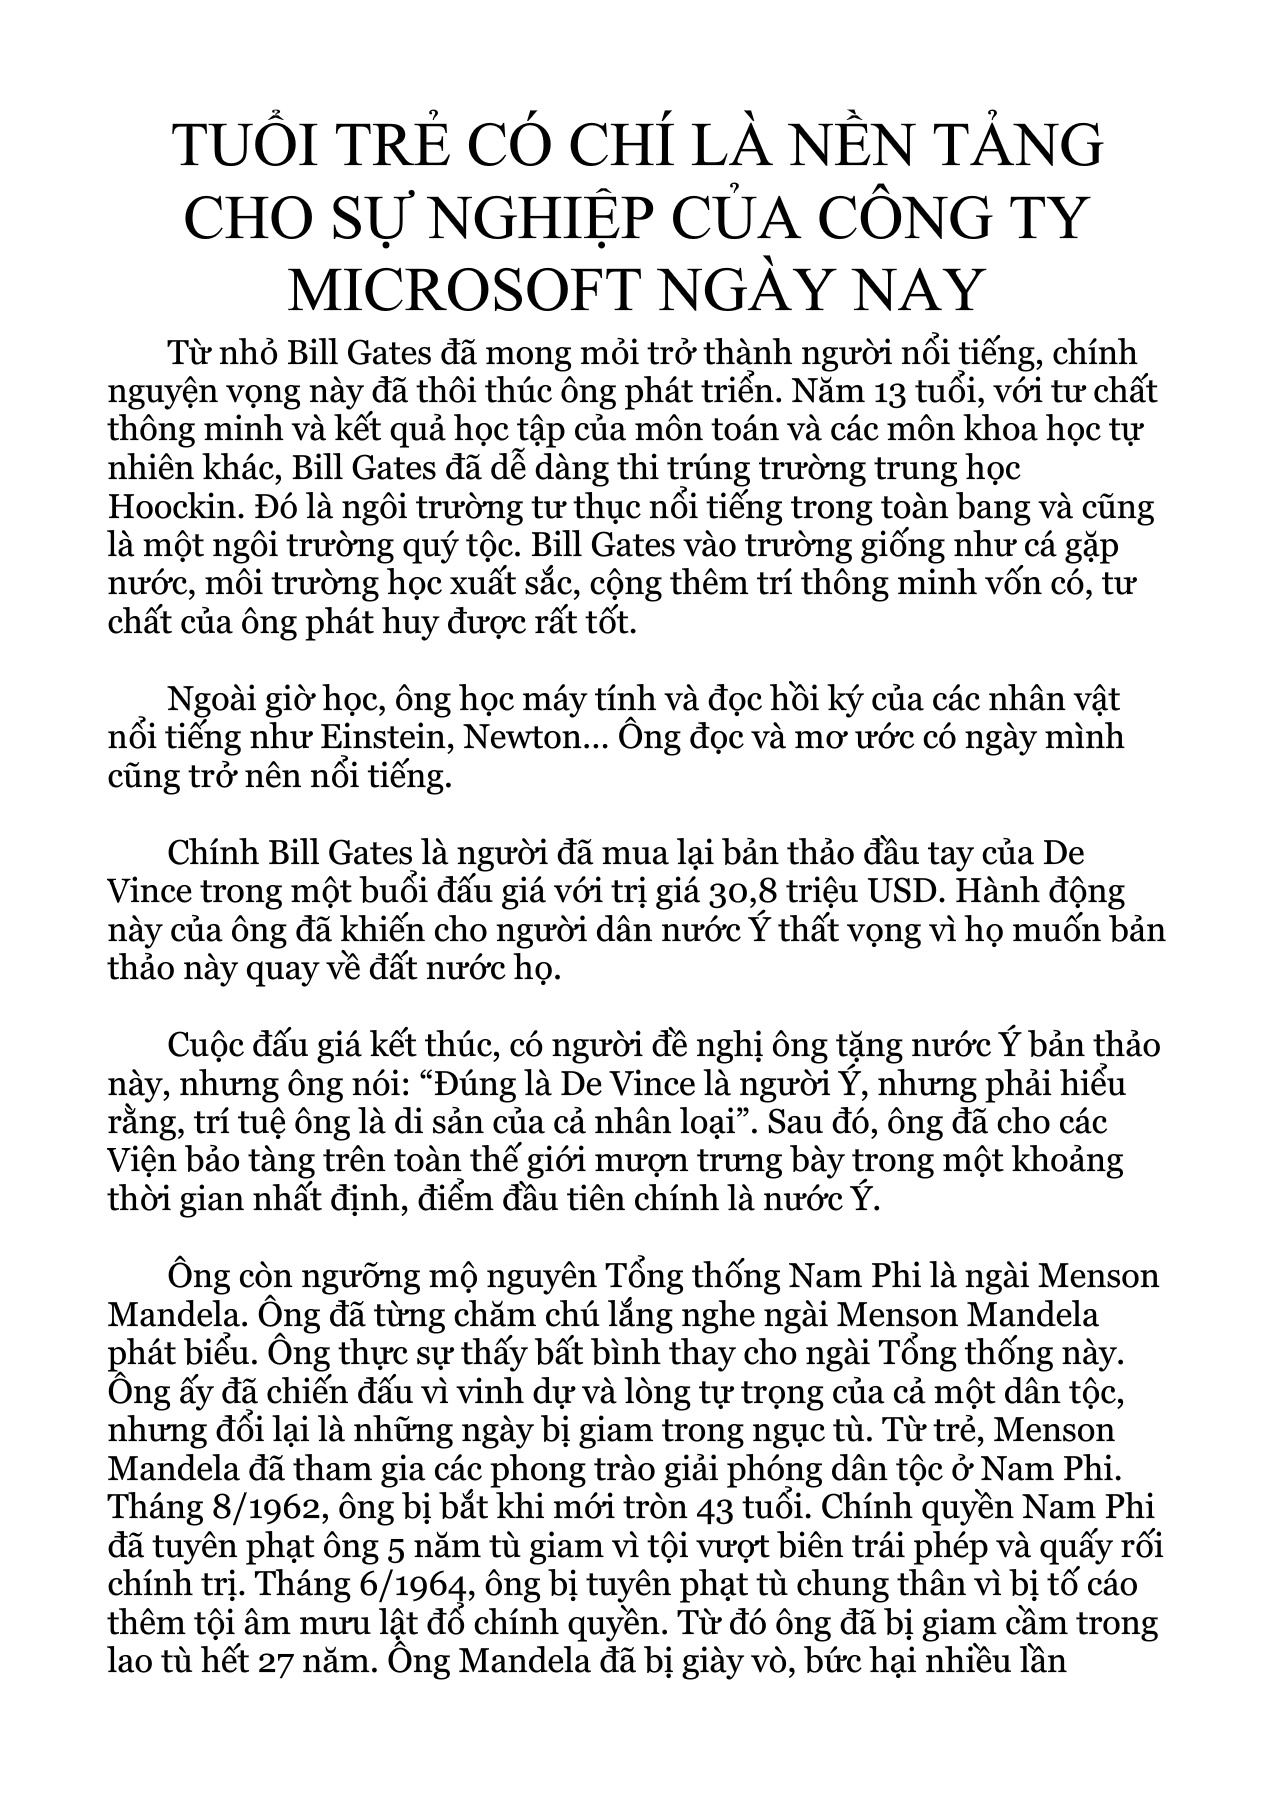 TUỔI TRẺ CÓ CHÍ LÀ NỀN TẢNG
CHO SỰ NGHIỆP CỦA CÔNG TY
MICROSOFT NGÀY NAY
Từ nhỏ Bill Gates đã mong mỏi trở thành người nổi tiếng, chính
nguyện vọng này đã thôi thúc ông phát triển. Năm 13 tuổi, với tư chất
thông minh và kết quả học tập của môn toán và các môn khoa học tự
nhiên khác, Bill Gates đã dễ dàng thi trúng trường trung học
Hoockin. Đó là ngôi trường tư thục nổi tiếng trong toàn bang và cũng
là một ngôi trường quý tộc. Bill Gates vào trường giống như cá gặp
nước, môi trường học xuất sắc, cộng thêm trí thông minh vốn có, tư
chất của ông phát huy được rất tốt.
Ngoài giờ học, ông học máy tính và đọc hồi ký của các nhân vật
nổi tiếng như Einstein, Newton... Ông đọc và mơ ước có ngày mình
cũng trở nên nổi tiếng.
Chính Bill Gates là người đã mua lại bản thảo đầu tay của De
Vince trong một buổi đấu giá với trị giá 30,8 triệu USD. Hành động
này của ông đã khiến cho người dân nước Ý thất vọng vì họ muốn bản
thảo này quay về đất nước họ.
Cuộc đấu giá kết thúc, có người đề nghị ông tặng nước Ý bản thảo
này, nhưng ông nói: “Đúng là De Vince là người Ý, nhưng phải hiểu
rằng, trí tuệ ông là di sản của cả nhân loại”. Sau đó, ông đã cho các
Viện bảo tàng trên toàn thế giới mượn trưng bày trong một khoảng
thời gian nhất định, điểm đầu tiên chính là nước Ý.
Ông còn ngưỡng mộ nguyên Tổng thống Nam Phi là ngài Menson
Mandela. Ông đã từng chăm chú lắng nghe ngài Menson Mandela
phát biểu. Ông thực sự thấy bất bình thay cho ngài Tổng thống này.
Ông ấy đã chiến đấu vì vinh dự và lòng tự trọng của cả một dân tộc,
nhưng đổi lại là những ngày bị giam trong ngục tù. Từ trẻ, Menson
Mandela đã tham gia các phong trào giải phóng dân tộc ở Nam Phi.
Tháng 8/1962, ông bị bắt khi mới tròn 43 tuổi. Chính quyền Nam Phi
đã tuyên phạt ông 5 năm tù giam vì tội vượt biên trái phép và quấy rối
chính trị. Tháng 6/1964, ông bị tuyên phạt tù chung thân vì bị tố cáo
thêm tội âm mưu lật đổ chính quyền. Từ đó ông đã bị giam cầm trong
lao tù hết 27 năm. Ông Mandela đã bị giày vò, bức hại nhiều lần